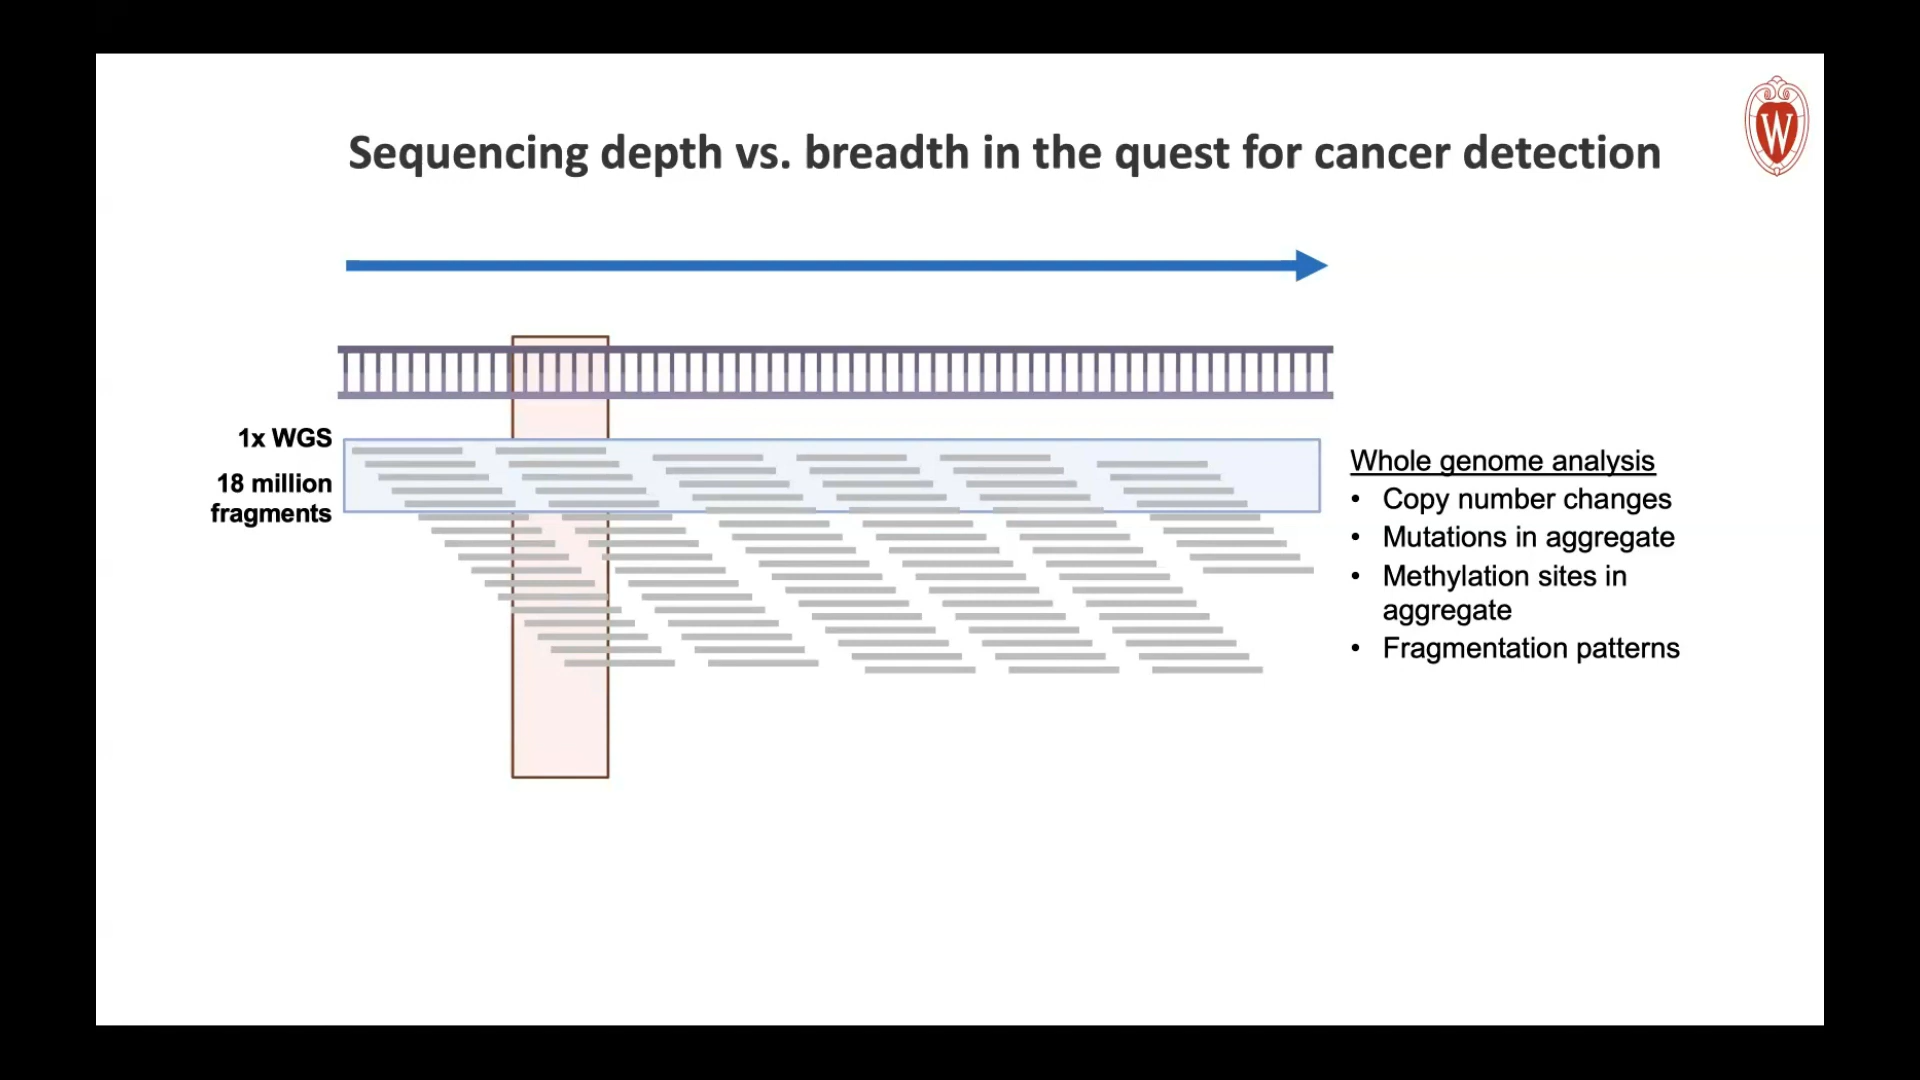 Sequencing depth vs. breadth in the quest for cancer detection
W
1x WGS
18 million
fragments
Whole genome analysis
• Copy number changes
• Mutations in aggregate
• Methylation sites in
aggregate
• Fragmentation patterns